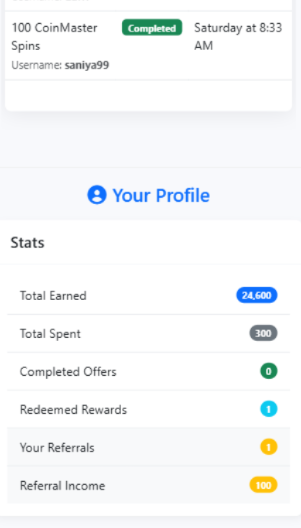 100 CoinMaster Spins
Completed
Saturday at 8:33 AM
Username: saniya99
Your Profile
Stats
Total Earned 24,600
Total Spent 300
Completed Offers 0
Redeemed Rewards 1
Your Referrals 1
Referral Income 100